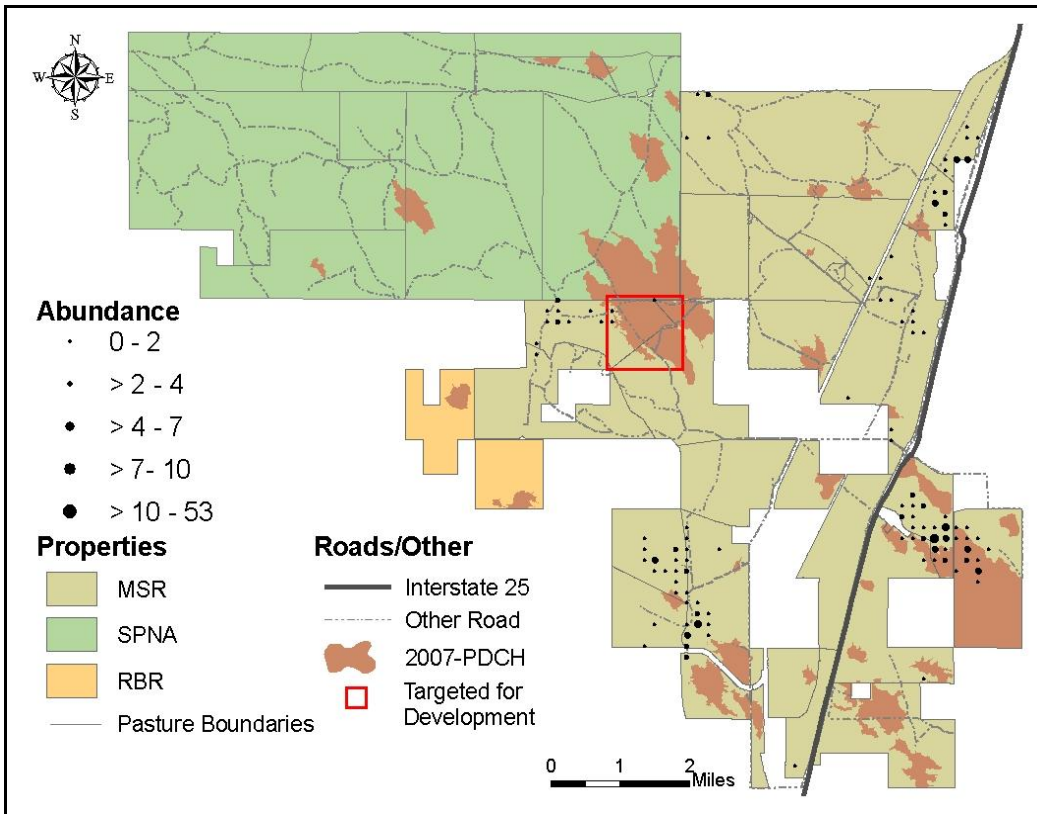 N
W E
S
Abundance
0 - 2
> 2 - 4
> 4 - 7
> 7- 10
> 10 - 53
Properties
MSR
SPNA
RBR
Pasture Boundaries
Roads/Other
Interstate 25
Other Road
2007-PDCH
Targeted for
Development
0 1 2
Miles